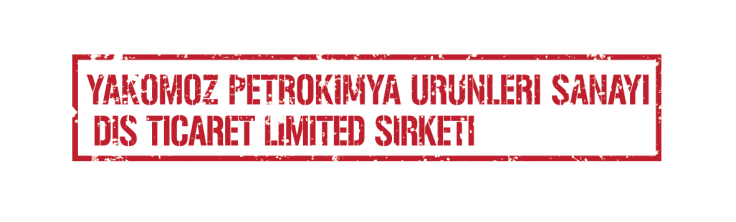 YAKOMOZ PETROKIMYA URUNLERI SANAYI
DIS TICARET LIMITED SIRKETI